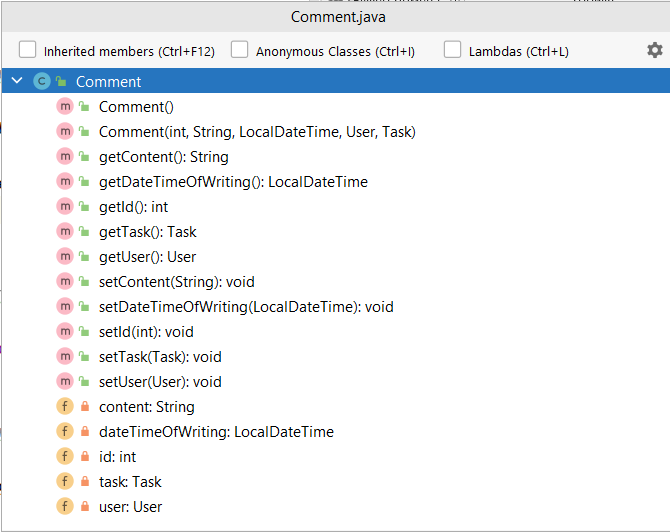 Comment.java
Inherited members (Ctrl+F12) Anonymous Classes (Ctrl+I) Lambdas (Ctrl+L)
C Comment
m Comment()
m Comment(int, String, LocalDateTime, User, Task)
m getContent(): String
m getDateTimeOfWriting(): LocalDateTime
m getId(): int
m getTask(): Task
m getUser(): User
m setContent(String): void
m setDateTimeOfWriting(LocalDateTime): void
m setId(int): void
m setTask(Task): void
m setUser(User): void
f content: String
f dateTimeOfWriting: LocalDateTime
f id: int
f task: Task
f user: User